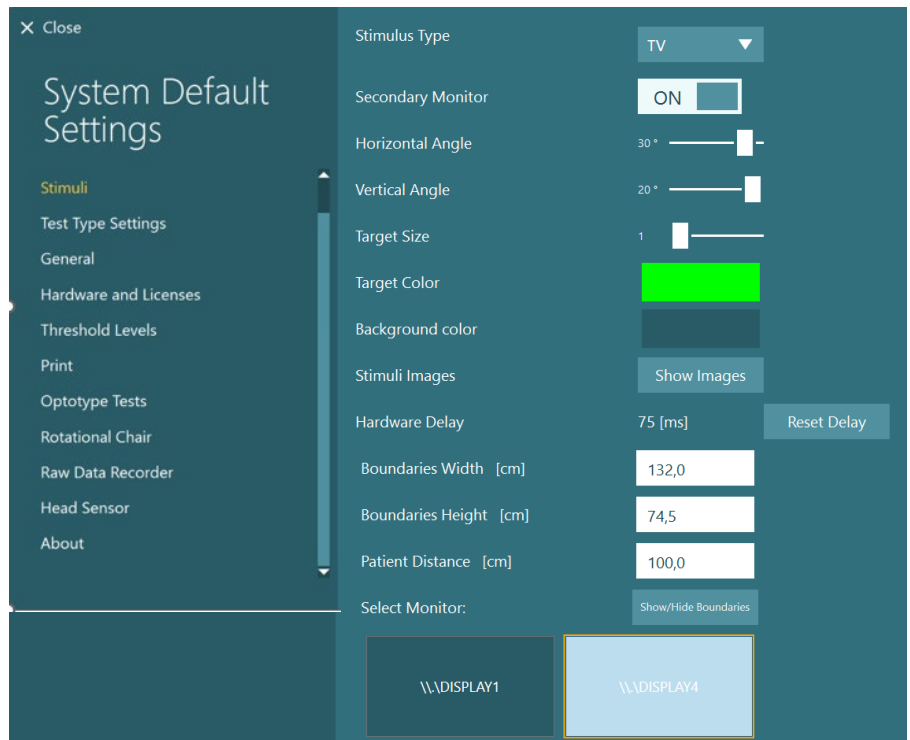 Close
System Default
Settings
Stimuli
Test Type Settings
General
Hardware and Licenses
Threshold Levels
Print
Optotype Tests
Rotational Chair
Raw Data Recorder
Head Sensor
About
Stimulus Type
TV
Secondary Monitor
ON
Horizontal Angle
30 °
Vertical Angle
20 °
Target Size
1
Target Color
Background color
Stimuli Images
Show Images
Hardware Delay
75 [ms]
Reset Delay
Boundaries Width [cm]
132,0
Boundaries Height [cm]
74,5
Patient Distance [cm]
100,0
Select Monitor:
Show/Hide Boundaries
\\.\DISPLAY1
\\.\DISPLAY4